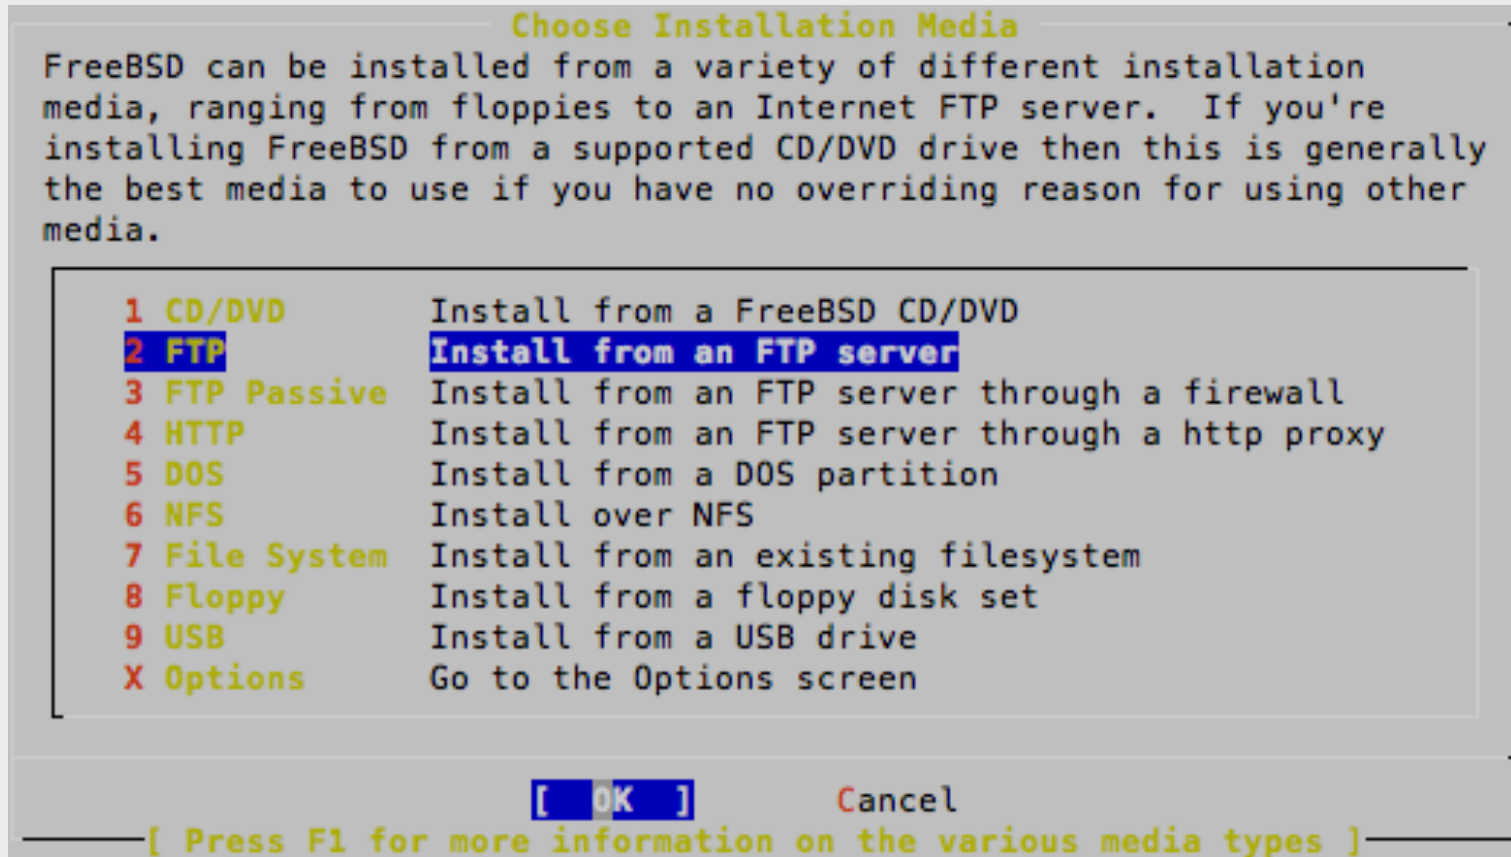 Choose Installation Media
FreeBSD can be installed from a variety of different installation
media, ranging from floppies to an Internet FTP server.  If you're
installing FreeBSD from a supported CD/DVD drive then this is generally
the best media to use if you have no overriding reason for using other
media.
1 CD/DVD Install from a FreeBSD CD/DVD
2 FTP Install from an FTP server
3 FTP Passive Install from an FTP server through a firewall
4 HTTP Install from an FTP server through a http proxy
5 DOS Install from a DOS partition
6 NFS Install over NFS
7 File System Install from an existing filesystem
8 Floppy Install from a floppy disk set
9 USB Install from a USB drive
X Options Go to the Options screen
[ OK ] Cancel
[ Press F1 for more information on the various media types ]